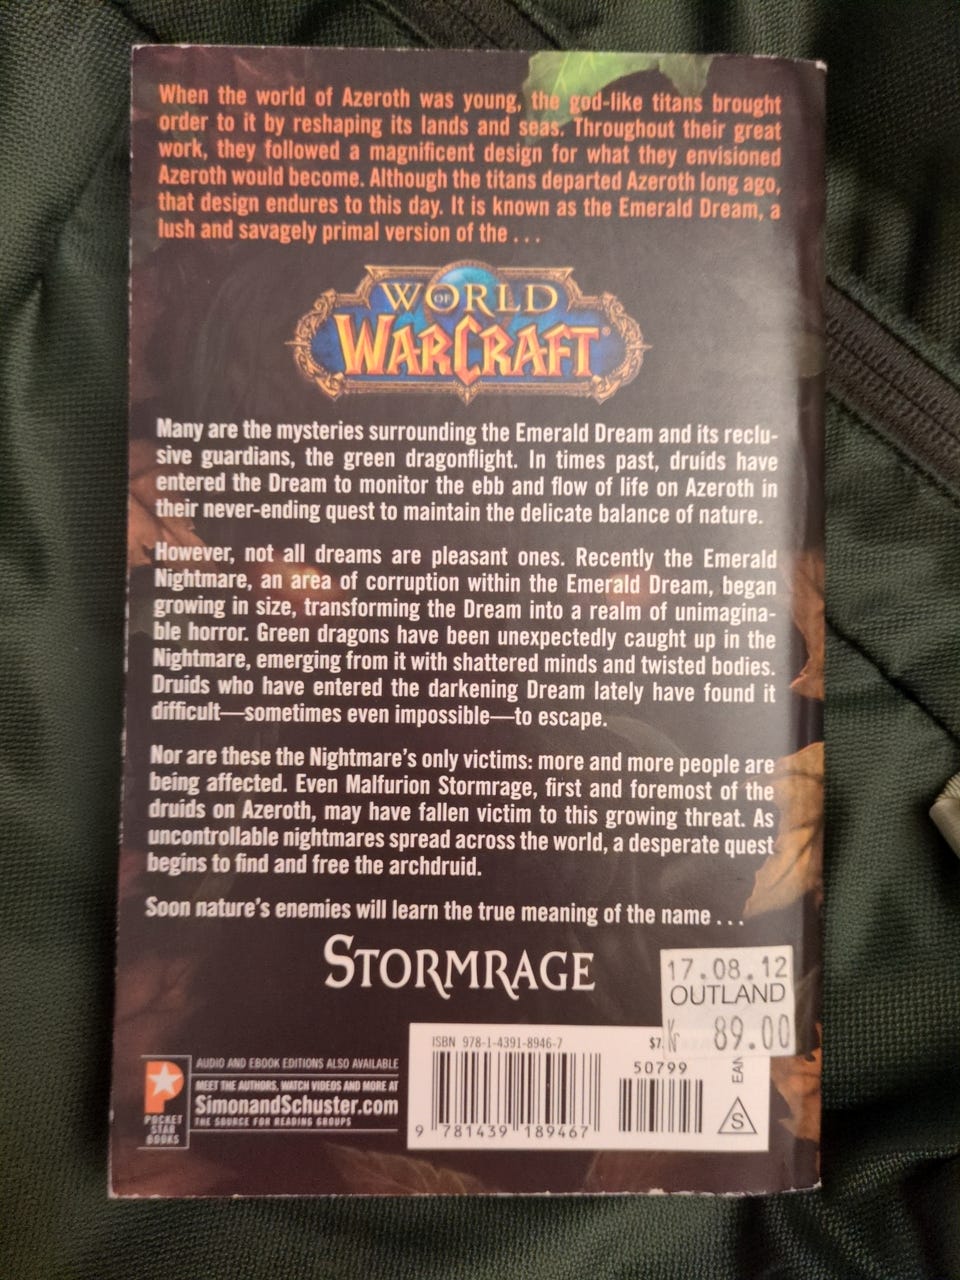 When the world of Azeroth was young, the god-like titans brought
order to it by reshaping its lands and seas. Throughout their great
work, they followed a magnificent design for what they envisioned
Azeroth would become. Although the titans departed Azeroth long ago,
that design endures to this day. It is known as the Emerald Dream, a
lush and savagely primal version of the . . .
WORLD
OF
WARCRAFT®
Many are the mysteries surrounding the Emerald Dream and its reclu-
sive guardians, the green dragonflight. In times past, druids have
entered the Dream to monitor the ebb and flow of life on Azeroth in
their never-ending quest to maintain the delicate balance of nature.
However, not all dreams are pleasant ones. Recently the Emerald
Nightmare, an area of corruption within the Emerald Dream, began
growing in size, transforming the Dream into a realm of unimagina-
ble horror. Green dragons have been unexpectedly caught up in the
Nightmare, emerging from it with shattered minds and twisted bodies.
Druids who have entered the darkening Dream lately have found it
difficult—sometimes even impossible—to escape.
Nor are these the Nightmare's only victims: more and more people are
being affected. Even Malfurion Stormrage, first and foremost of the
druids on Azeroth, may have fallen victim to this growing threat. As
uncontrollable nightmares spread across the world, a desperate quest
begins to find and free the archdruid.
Soon nature's enemies will learn the true meaning of the name . . .
STORMRAGE
17.08.12
OUTLAND
Kr 89.00
POCKET
STAR
BOOKS
AUDIO AND EBOOK EDITIONS ALSO AVAILABLE
MEET THE AUTHORS, WATCH VIDEOS AND MORE AT
SimonandSchuster.com
THE SOURCE FOR READING GROUPS
ISBN 978-1-4391-8946-7
$7.
50799
9 781439 189467
EAN
S